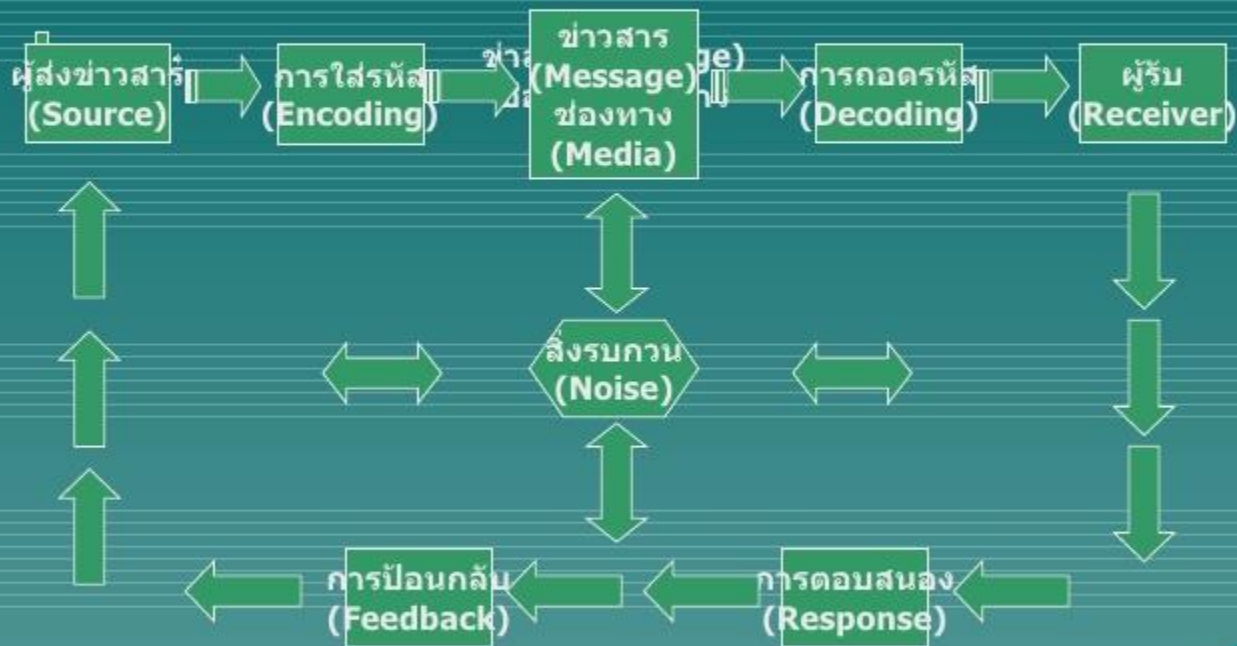 ผู้ส่งข่าวสาร
(Source)
การใส่รหัส
(Encoding)
ข่าวสาร
(Message)
ช่องทาง
(Media)
การถอดรหัส
(Decoding)
ผู้รับ
(Receiver)
สิ่งรบกวน
(Noise)
การป้อนกลับ
(Feedback)
การตอบสนอง
(Response)